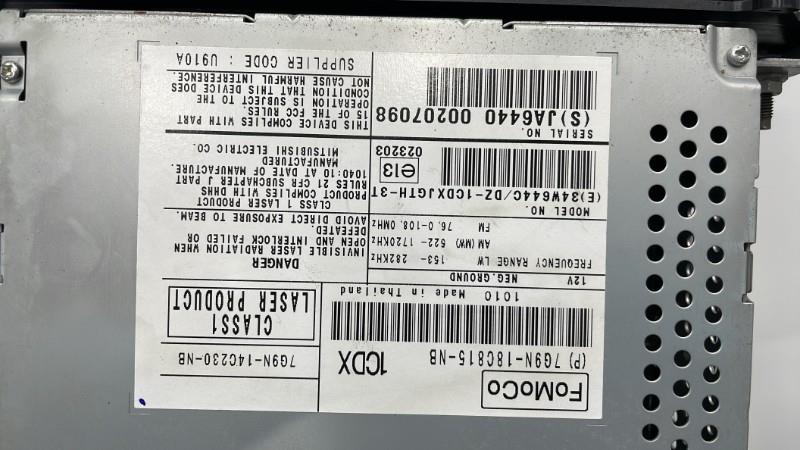 FoMoCo
1CDX
(P) 7G9N-18C815-NB
7G9N-14C230-NB
1010 Made in Thailand
CLASS1
LASER PRODUCT
12V NEG.GROUND
FREQUENCY RANGE LW 153- 282KHz
AM(MW) 522-1720KHz
FM 76.0-108.0MHz
DANGER
INVISIBLE LASER RADIATION WHEN
OPEN AND INTERLOCK FAILED OR
DEFEATED.
AVOID DIRECT EXPOSURE TO BEAM.
MODEL NO.
(E)34W644C/DZ-1CDXJGTH-3T
e13
023203
CLASS 1 LASER PRODUCT
PRODUCT COMPLIES WITH DHHS
RULES 21 CFR SUBCHAPTER J PART
1040:10 AT DATE OF MANUFACTURE.
MANUFACTURED
MITSUBISHI ELECTRIC CO.
SERIAL NO.
(S)JA6440 00207098
THIS DEVICE COMPLIES WITH PART
15 OF THE FCC RULES.
OPERATION IS SUBJECT TO THE
CONDITION THAT THIS DEVICE DOES
NOT CAUSE HARMFUL INTERFERENCE.
SUPPLIER CODE : U910A